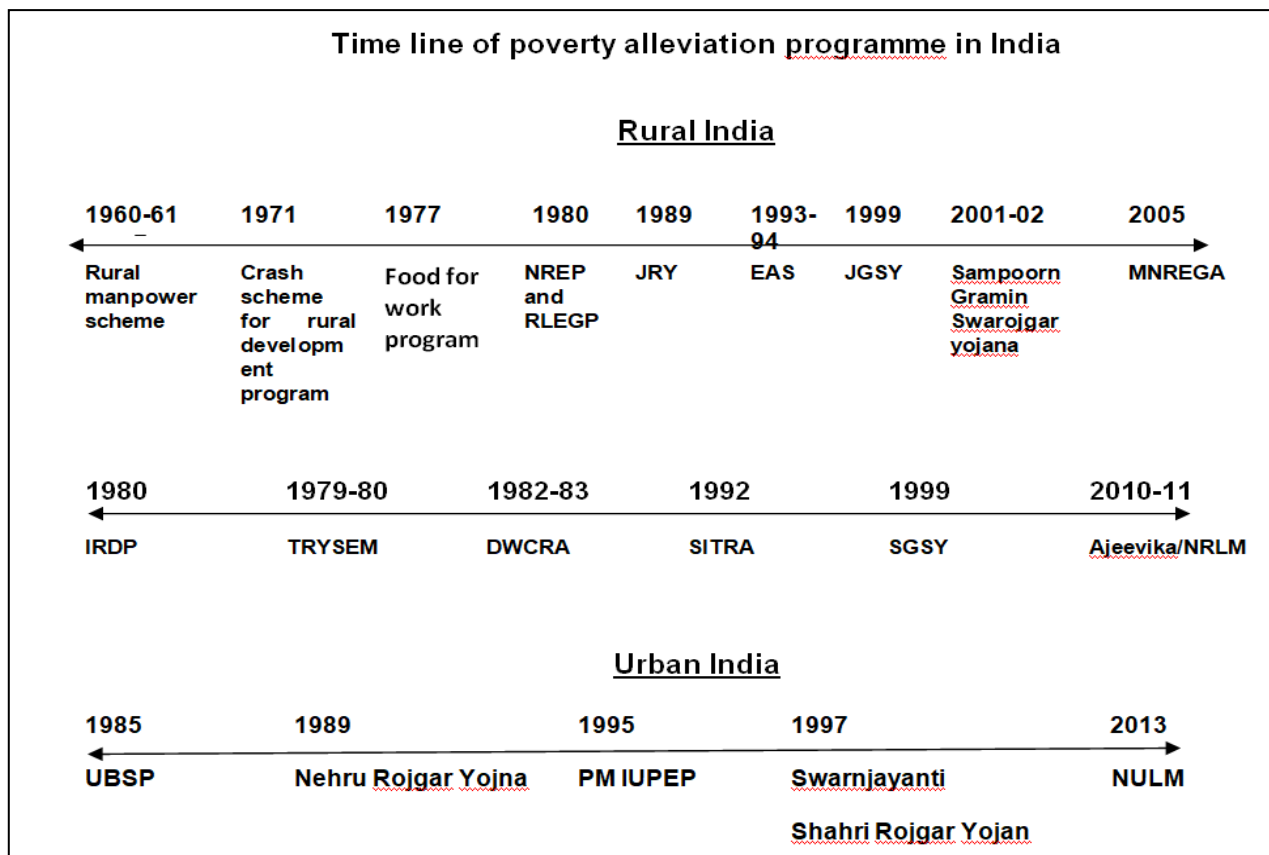 Time line of poverty alleviation programme in India
Rural India
1960-61 1971 1977 1980 1989 1993-94 1999 2001-02 2005
Rural manpower scheme
Crash scheme for rural developm ent program
Food for work program
NREP and RLEGP
JRY
EAS
JGSY
Sampoorn Gramin Swarojgar yojana
MNREGA
1980 1979-80 1982-83 1992 1999 2010-11
IRDP TRYSEM DWCRA SITRA SGSY Ajeevika/NRLM
Urban India
1985 1989 1995 1997 2013
UBSP Nehru Rojgar Yojna PM IUPEP Swarnjayanti NULM
Shahri Rojgar Yojan